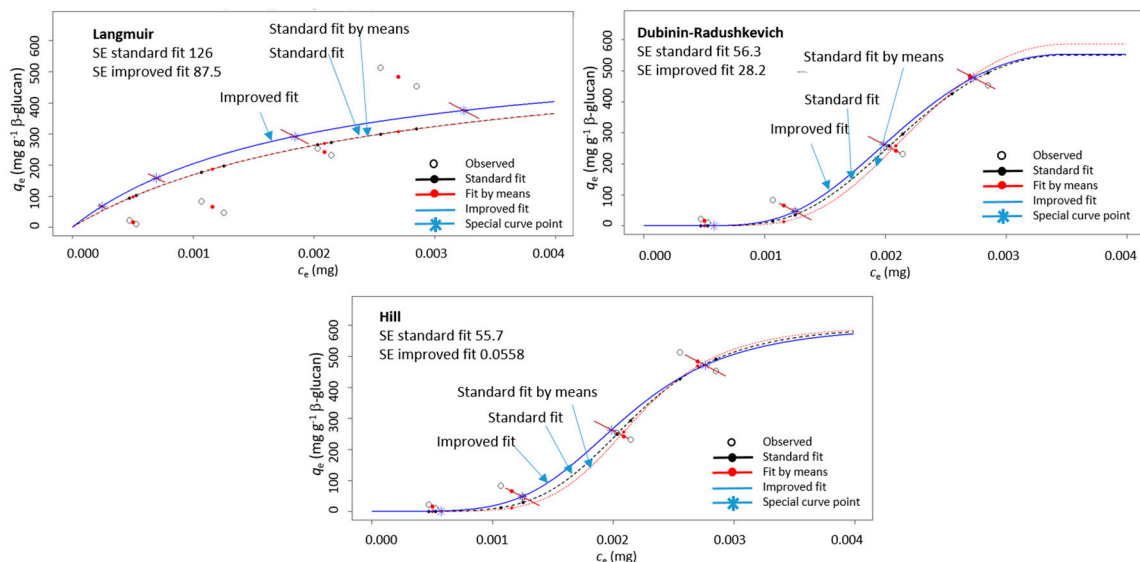 Langmuir
SE standard fit 126
SE improved fit 87.5
Standard fit by means
Standard fit
Improved fit
Observed
Standard fit
Fit by means
Improved fit
Special curve point
qe (mg g-1 β-glucan)
0 100 200 300 400 500 600
0.000 0.001 0.002 0.003 0.004
ce (mg)
Dubinin-Radushkevich
SE standard fit 56.3
SE improved fit 28.2
Standard fit by means
Standard fit
Improved fit
Observed
Standard fit
Fit by means
Improved fit
Special curve point
qe (mg g-1 β-glucan)
0 100 200 300 400 500 600
0.000 0.001 0.002 0.003 0.004
ce (mg)
Hill
SE standard fit 55.7
SE improved fit 0.0558
Standard fit by means
Standard fit
Improved fit
Observed
Standard fit
Fit by means
Improved fit
Special curve point
qe (mg g-1 β-glucan)
0 100 200 300 400 500 600
0.000 0.001 0.002 0.003 0.004
ce (mg)